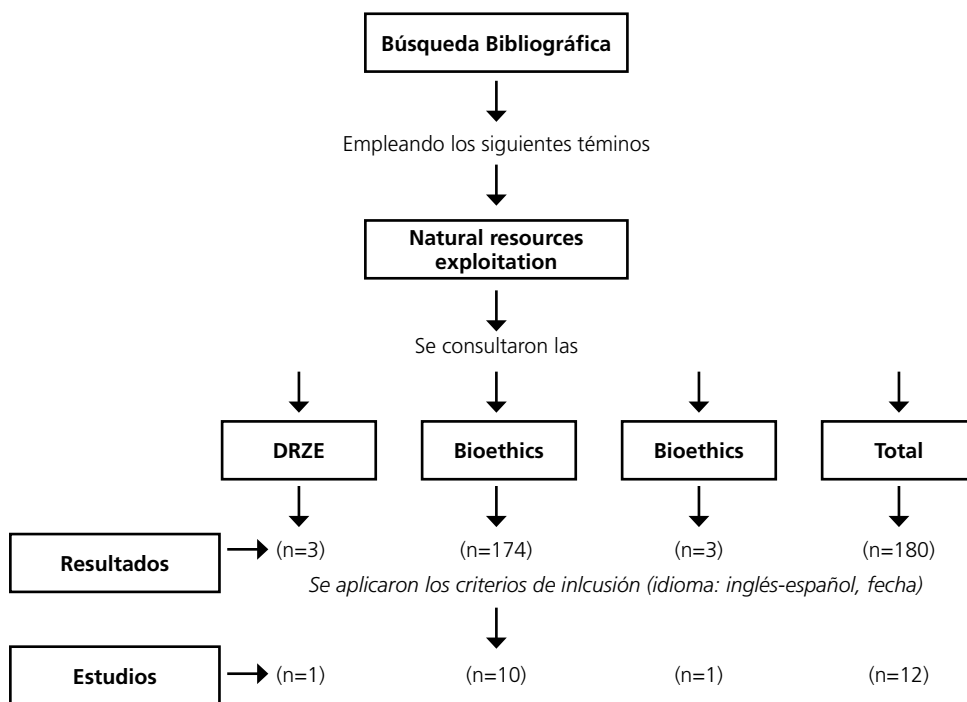 Búsqueda Bibliográfica
Empleando los siguientes téminos
Natural resources
exploitation
Se consultaron las
DRZE
Bioethics
Bioethics
Total
Resultados
(n=3)
(n=174)
(n=3)
(n=180)
Se aplicaron los criterios de inlcusión (idioma: inglés-español, fecha)
Estudios
(n=1)
(n=10)
(n=1)
(n=12)